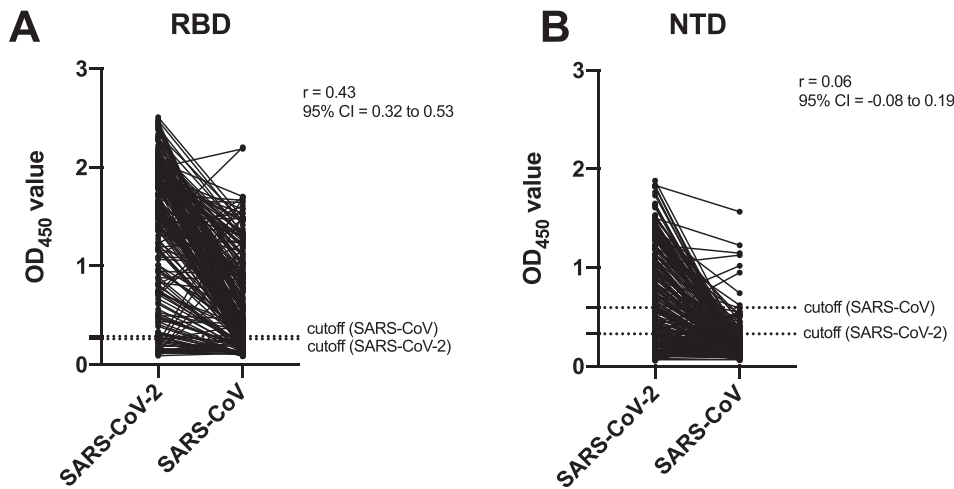 A
RBD
3
2
1
0
OD450 value
r = 0.43
95% CI = 0.32 to 0.53
cutoff (SARS-CoV)
cutoff (SARS-CoV-2)
SARS-CoV-2
SARS-CoV
B
NTD
3
2
1
0
OD450 value
r = 0.06
95% CI = -0.08 to 0.19
cutoff (SARS-CoV)
cutoff (SARS-CoV-2)
SARS-CoV-2
SARS-CoV